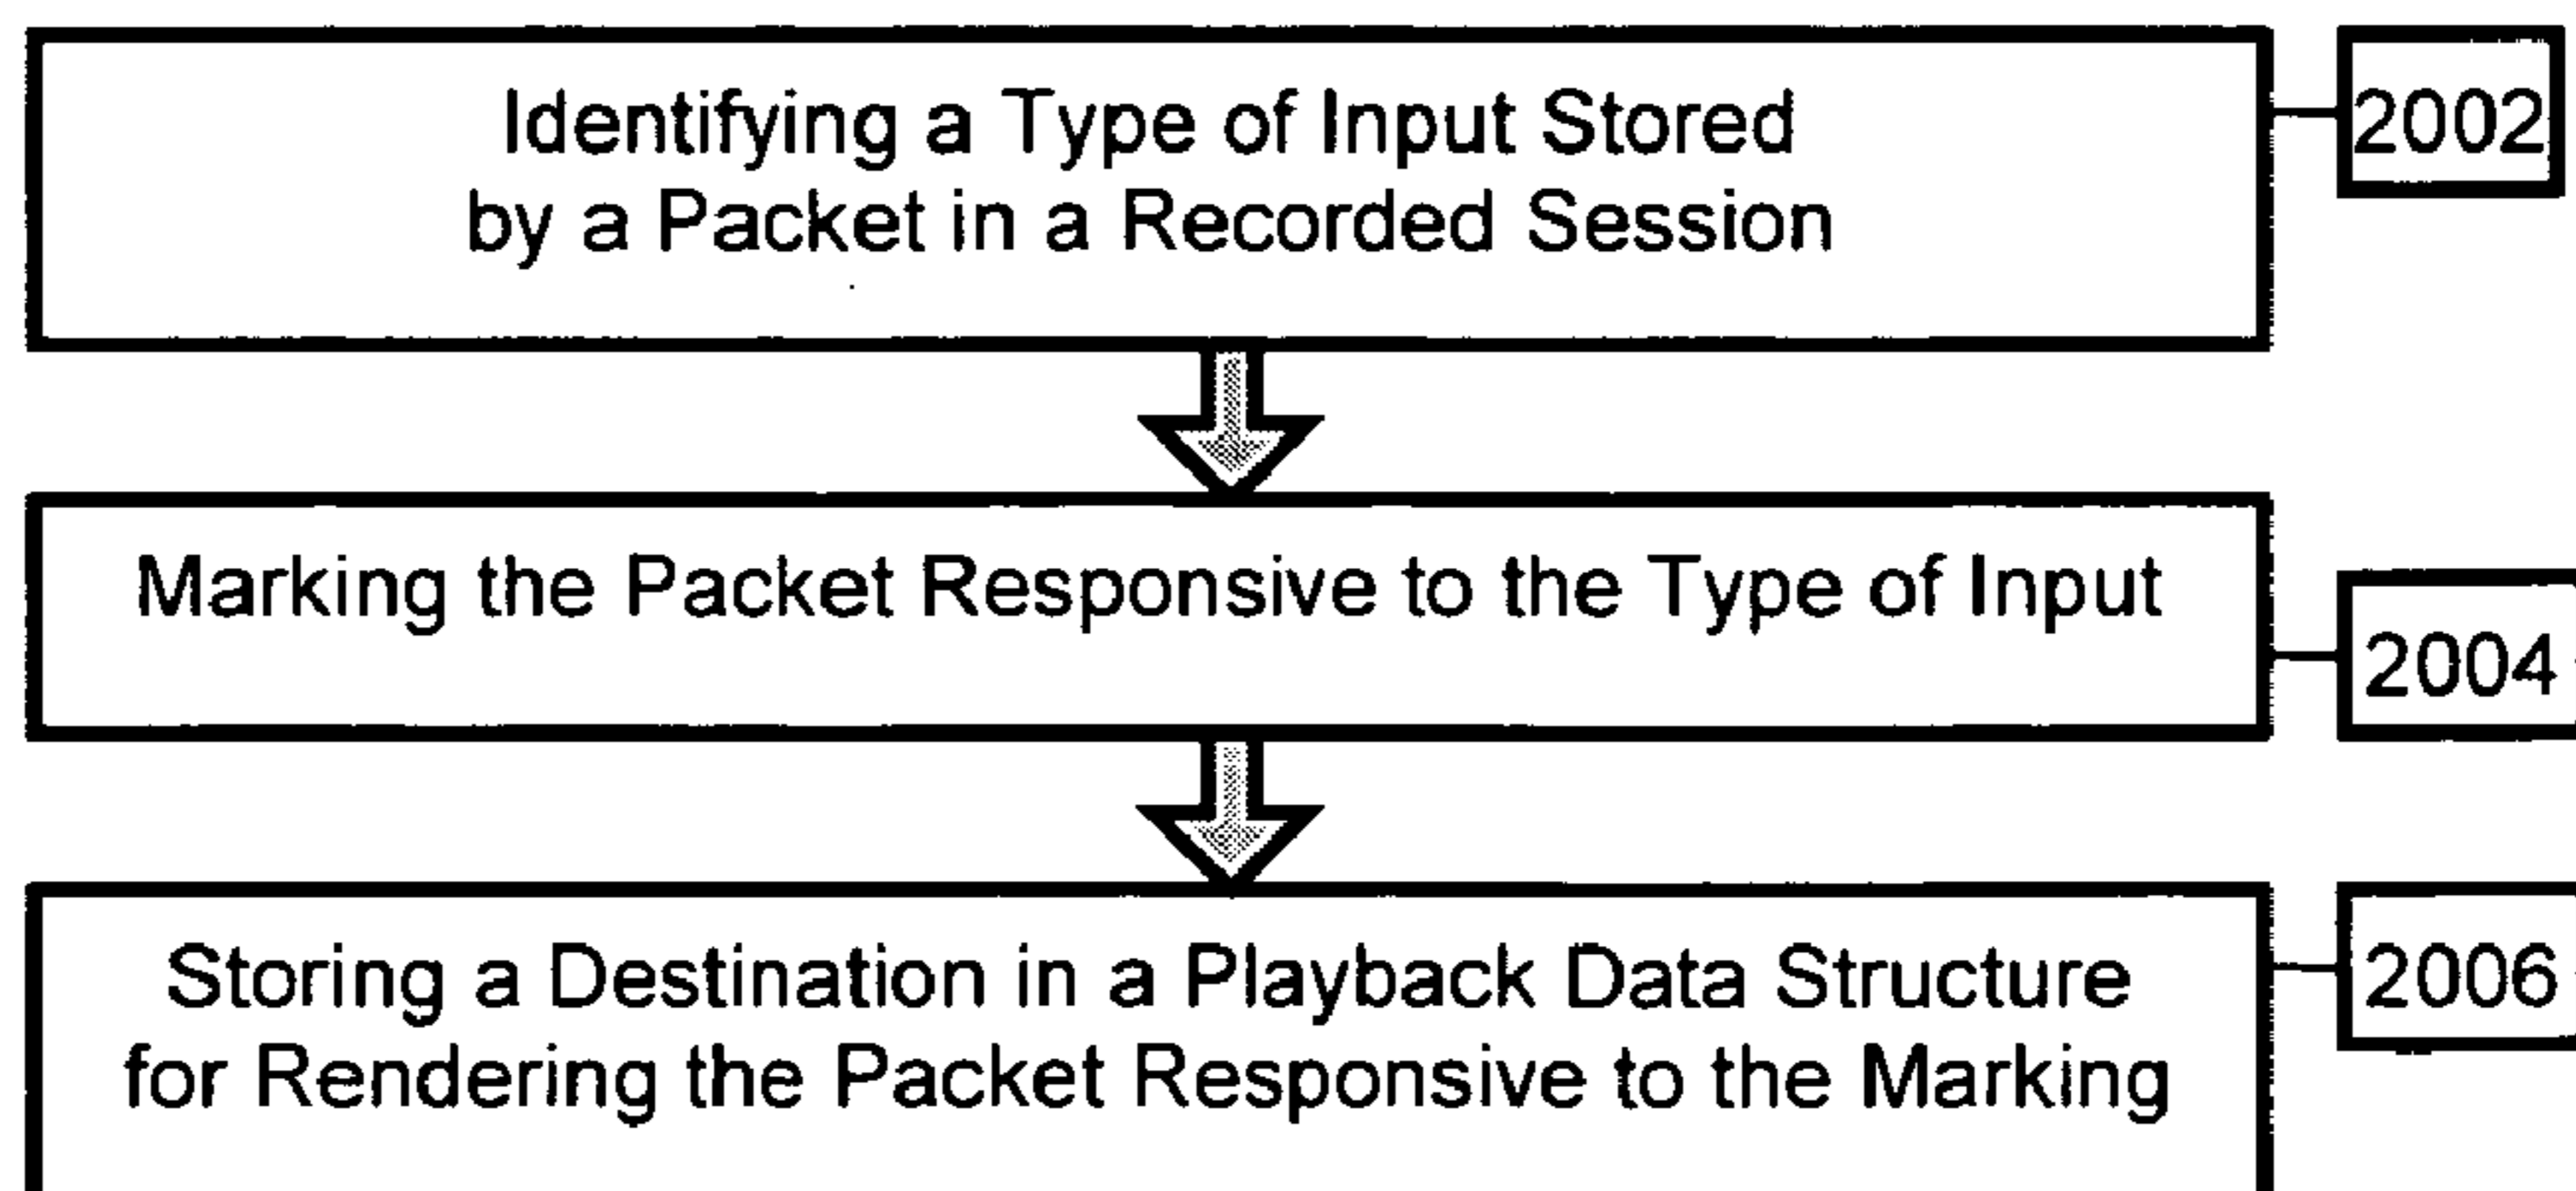 Identifying a Type of Input Stored
by a Packet in a Recorded Session
2002
Marking the Packet Responsive to the Type of Input
2004
Storing a Destination in a Playback Data Structure
for Rendering the Packet Responsive to the Marking
2006